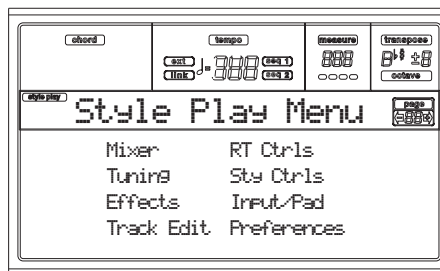 chord tempo measure transpose
ext ♩= seq 1
link seq 2
octave
style play Style Play Menu page
Mixer RT Ctrls
Tuning Sty Ctrls
Effects Input/Pad
Track Edit Preferences